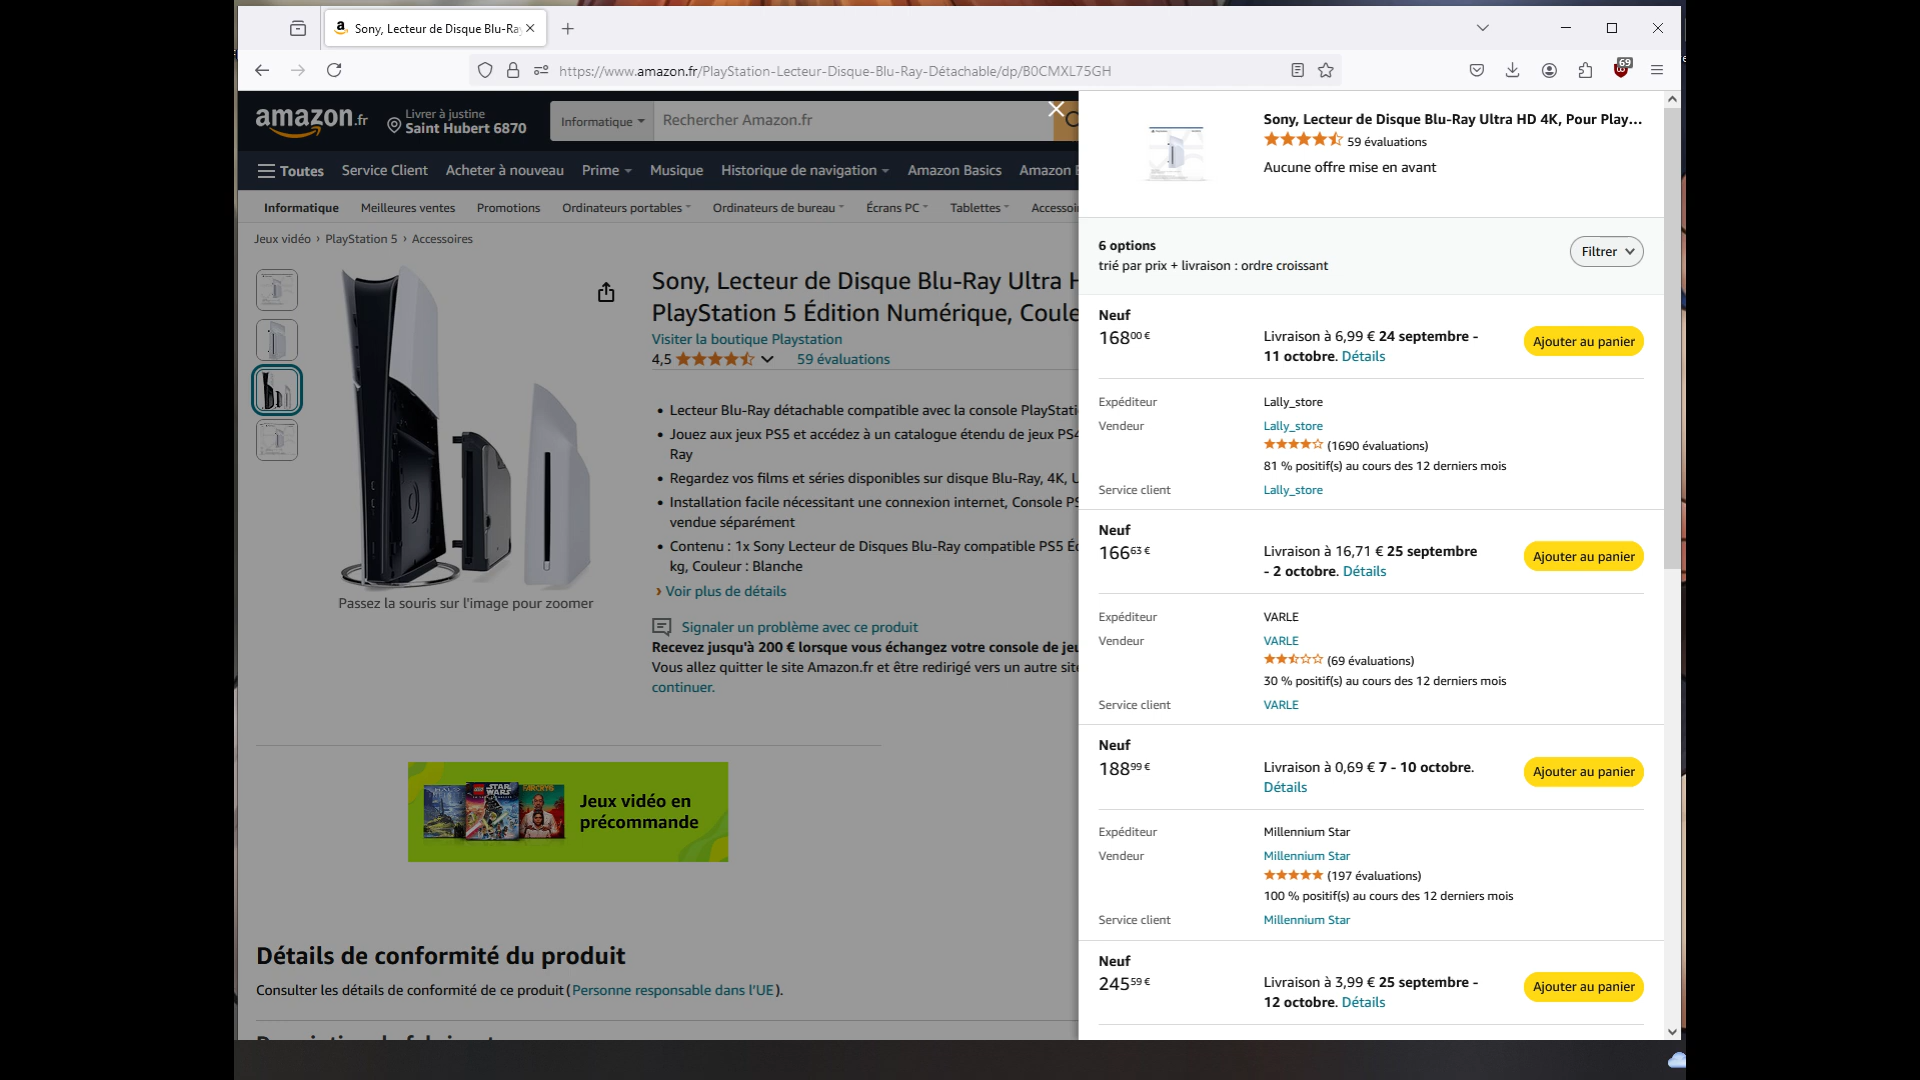 Sony, Lecteur de Disque Blu-Ra
https://www.amazon.fr/PlayStation-Lecteur-Disque-Blu-Ray-Détachable/dp/B0CMXL75GH
69
amazon.fr
Livrer à justine
Saint Hubert 6870
Informatique
Rechercher Amazon.fr
Toutes
Service Client
Acheter à nouveau
Prime
Musique
Historique de navigation
Amazon Basics
Amazon
Informatique
Meilleures ventes
Promotions
Ordinateurs portables
Ordinateurs de bureau
Écrans PC
Tablettes
Accessoi
Jeux vidéo › PlayStation 5 › Accessoires
Passez la souris sur l'image pour zoomer
Sony, Lecteur de Disque Blu-Ray Ultra H
PlayStation 5 Édition Numérique, Coule
Visiter la boutique Playstation
4,5 59 évaluations
• Lecteur Blu-Ray détachable compatible avec la console PlayStati
• Jouez aux jeux PS5 et accédez à un catalogue étendu de jeux PS4
Ray
• Regardez vos films et séries disponibles sur disque Blu-Ray, 4K, U
• Installation facile nécessitant une connexion internet, Console PS
vendue séparément
• Contenu : 1x Sony Lecteur de Disques Blu-Ray compatible PS5 Éd
kg, Couleur : Blanche
› Voir plus de détails
Signaler un problème avec ce produit
Recevez jusqu'à 200 € lorsque vous échangez votre console de jeu
Vous allez quitter le site Amazon.fr et être redirigé vers un autre site
continuer.
HALO
LEGO
STAR WARS
FARCRY6
Jeux vidéo en
précommande
Détails de conformité du produit
Consulter les détails de conformité de ce produit (Personne responsable dans l'UE).
Sony, Lecteur de Disque Blu-Ray Ultra HD 4K, Pour Play...
59 évaluations
Aucune offre mise en avant
6 options
trié par prix + livraison : ordre croissant
Filtrer
Neuf
168 00 €
Livraison à 6,99 € 24 septembre -
11 octobre. Détails
Ajouter au panier
Expéditeur Lally_store
Vendeur Lally_store
(1690 évaluations)
81 % positif(s) au cours des 12 derniers mois
Service client Lally_store
Neuf
166 63 €
Livraison à 16,71 € 25 septembre
- 2 octobre. Détails
Ajouter au panier
Expéditeur VARLE
Vendeur VARLE
(69 évaluations)
30 % positif(s) au cours des 12 derniers mois
Service client VARLE
Neuf
188 99 €
Livraison à 0,69 € 7 - 10 octobre.
Détails
Ajouter au panier
Expéditeur Millennium Star
Vendeur Millennium Star
(197 évaluations)
100 % positif(s) au cours des 12 derniers mois
Service client Millennium Star
Neuf
245 59 €
Livraison à 3,99 € 25 septembre -
12 octobre. Détails
Ajouter au panier